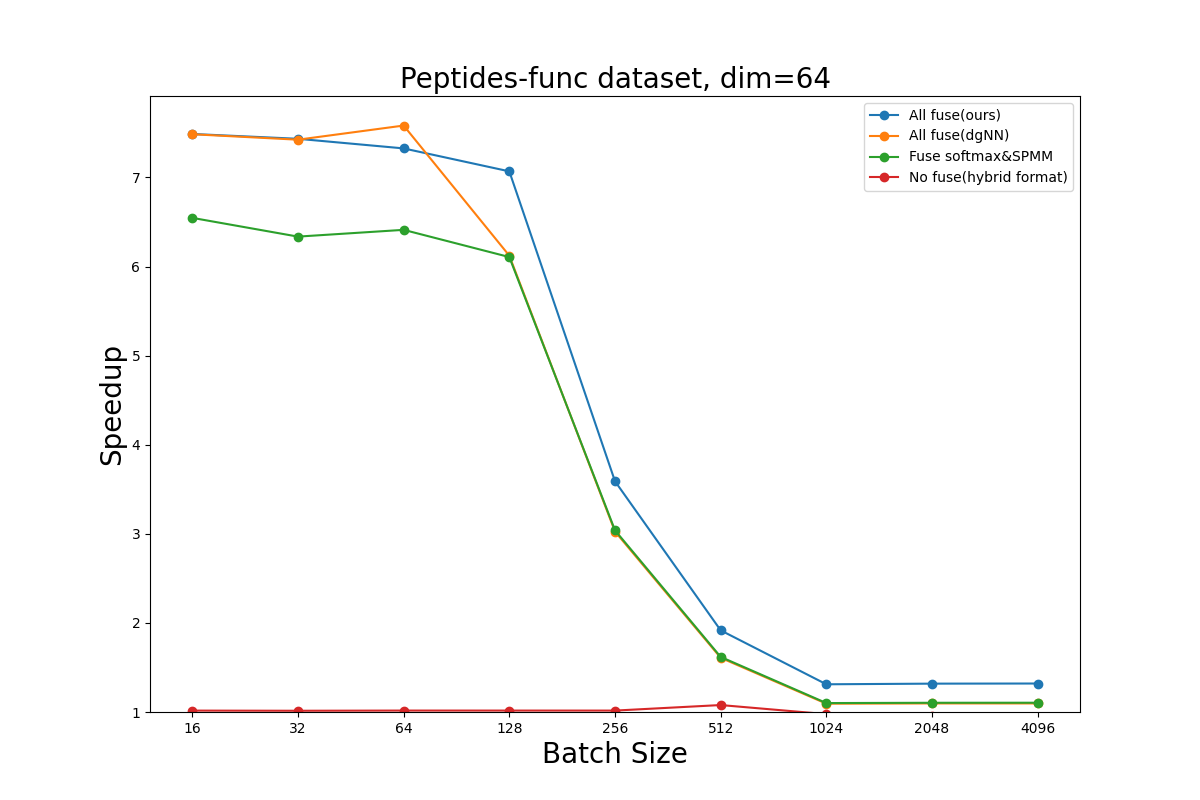 Peptides-func dataset, dim=64
All fuse(ours)
All fuse(dgNN)
Fuse softmax&SPMM
No fuse(hybrid format)
Speedup
7
6
5
4
3
2
1
16 32 64 128 256 512 1024 2048 4096
Batch Size